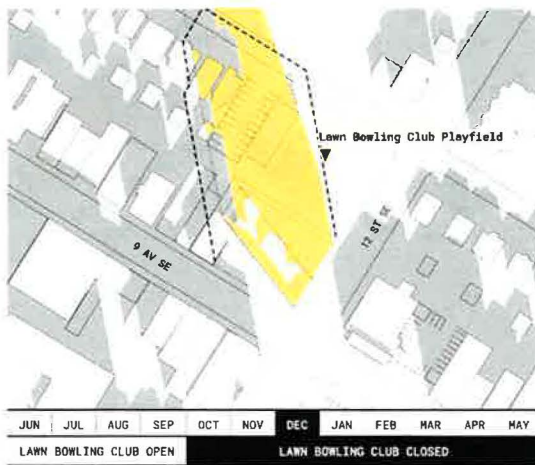 Lawn Bowling Club Playfield
9 AV SE
12 ST SE
JUN JUL AUG SEP OCT NOV DEC JAN FEB MAR APR MAY
LAWN BOWLING CLUB OPEN LAWN BOWLING CLUB CLOSED